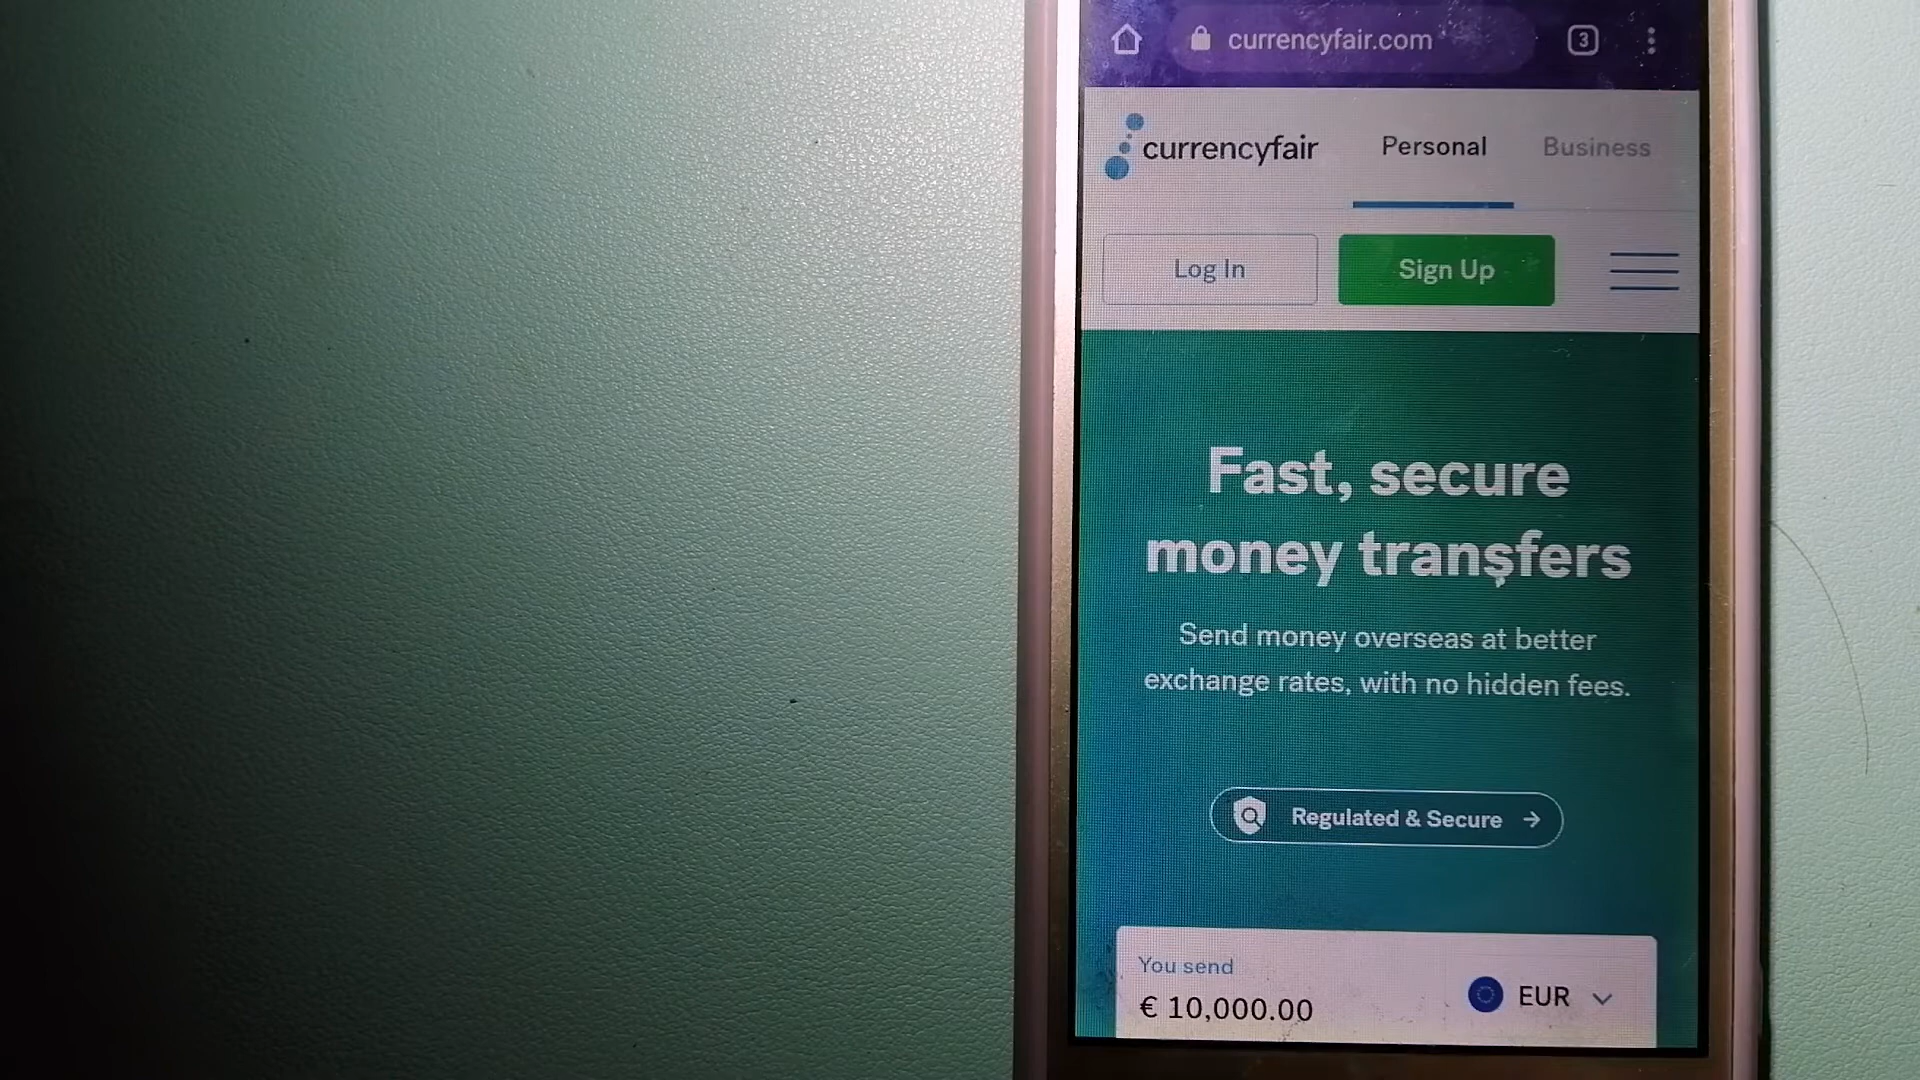 currencyfair.com
3
currencyfair
Personal
Business
Log In
Sign Up
Fast, secure
money transfers
Send money overseas at better
exchange rates, with no hidden fees.
Regulated & Secure →
You send
€ 10,000.00
EUR